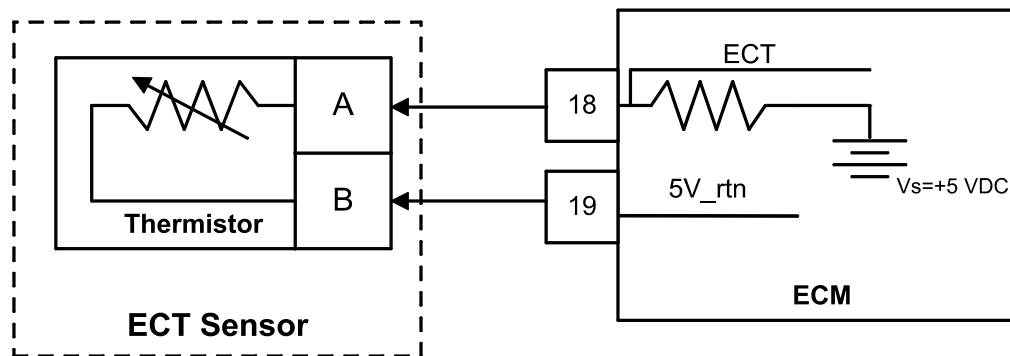 A
B
Thermistor
ECT Sensor
18
19
ECT
5V_rtn
Vs=+5 VDC
ECM